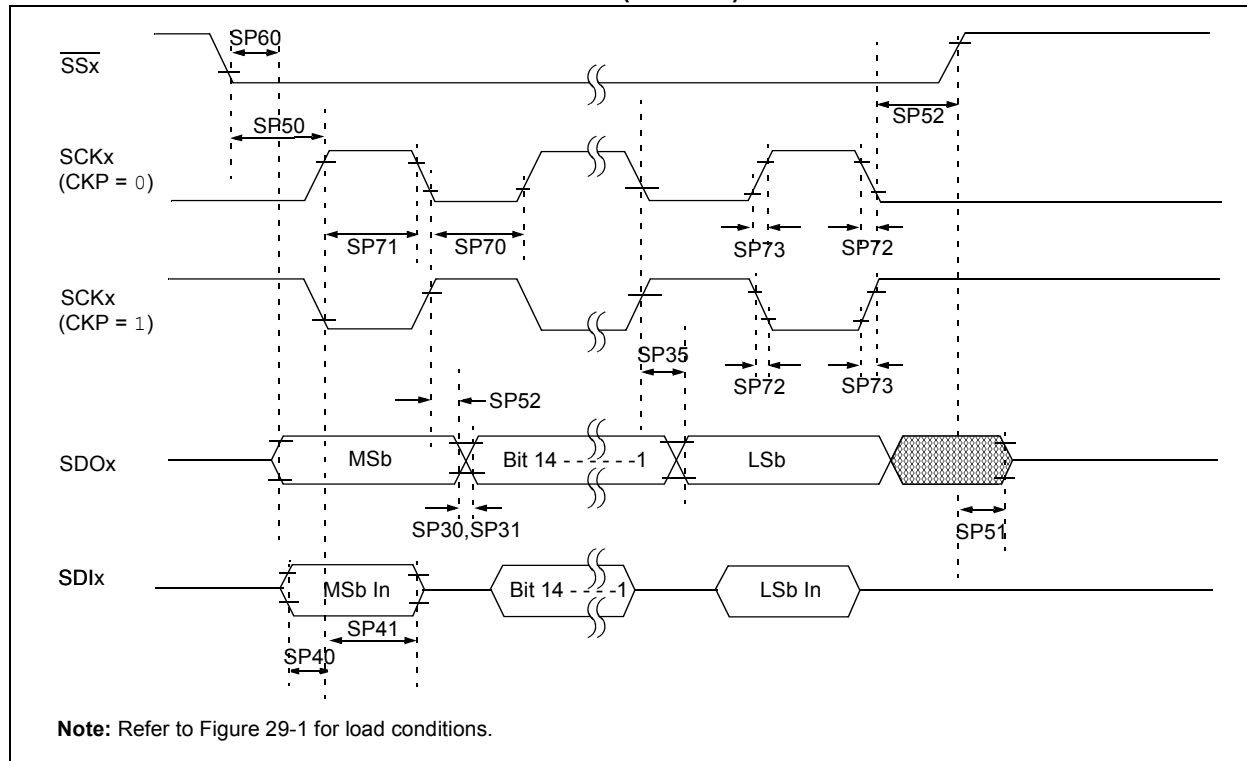 SP60
SSx
SP50
SP52
SCKx
(CKP = 0)
SP71
SP70
SP73
SP72
SCKx
(CKP = 1)
SP35
SP72
SP73
SP52
SDOx
MSb
Bit 14 - - - - - -1
LSb
SP30,SP31
SP51
SDIx
MSb In
Bit 14 - - - -1
LSb In
SP41
SP40
Note: Refer to Figure 29-1 for load conditions.